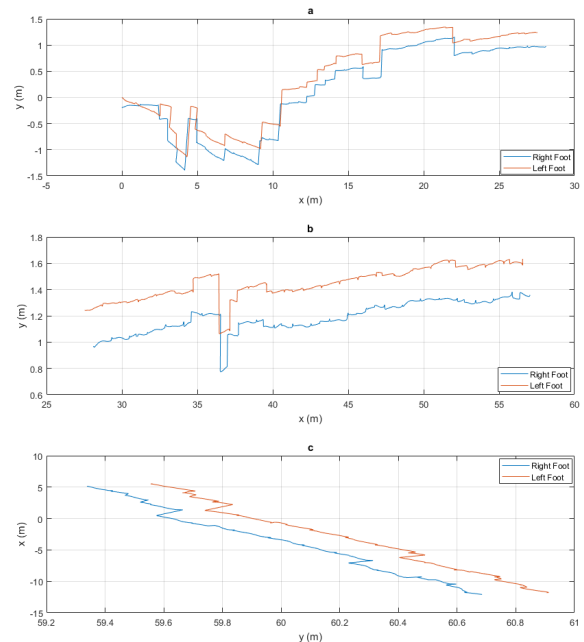 a
1.5
1
0.5
0
-0.5
-1
-1.5
y (m)
-5 0 5 10 15 20 25 30
x (m)
Right Foot
Left Foot
b
1.8
1.6
1.4
1.2
1
0.8
0.6
y (m)
25 30 35 40 45 50 55 60
x (m)
Right Foot
Left Foot
c
10
5
0
-5
-10
-15
x (m)
59.2 59.4 59.6 59.8 60 60.2 60.4 60.6 60.8 61
y (m)
Right Foot
Left Foot